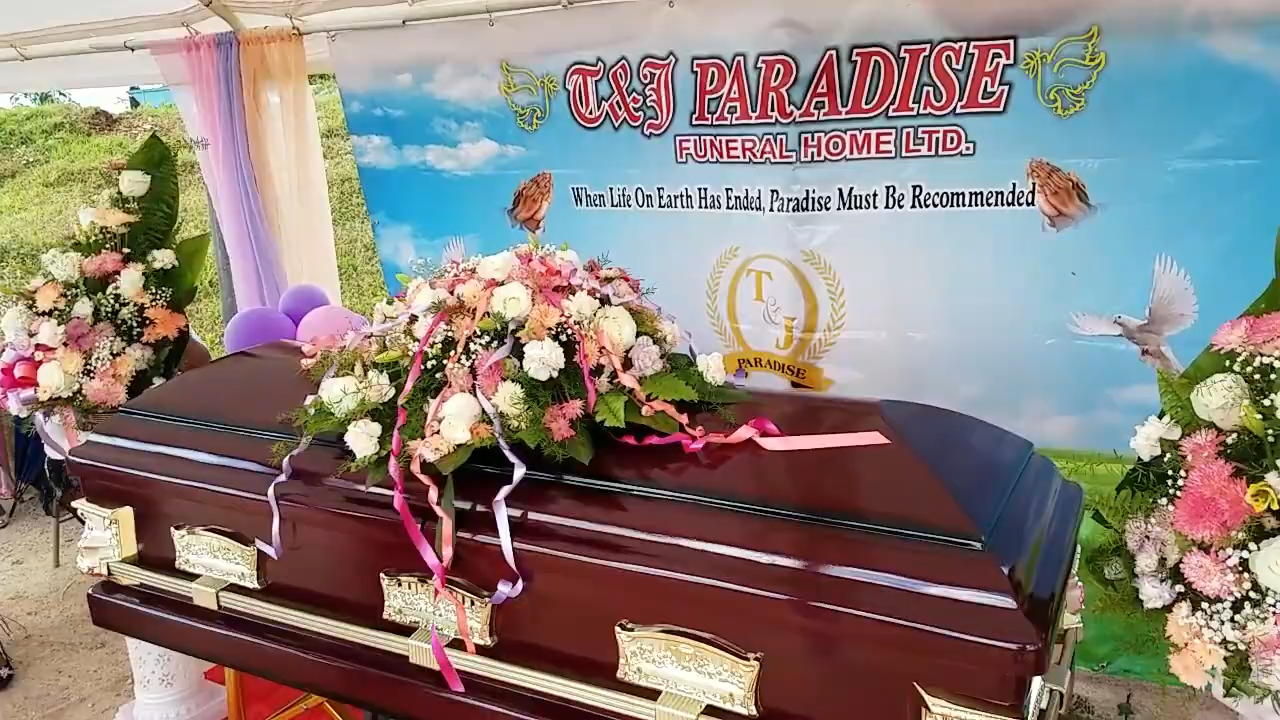 T&J PARADISE
FUNERAL HOME LTD.
When Life On Earth Has Ended, Paradise Must Be Recommended
T & J
PARADISE